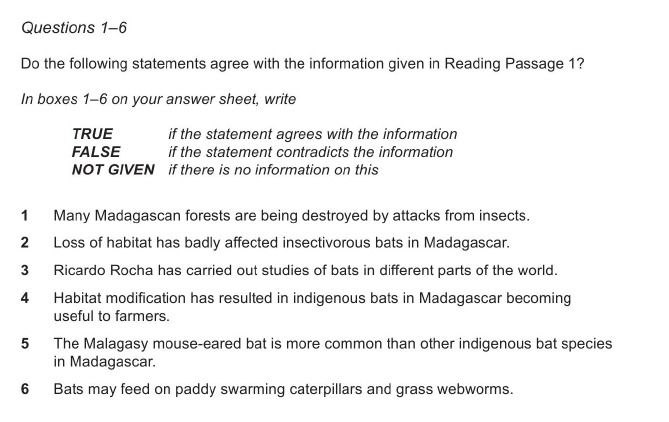 Questions 1–6
Do the following statements agree with the information given in Reading Passage 1?
In boxes 1–6 on your answer sheet, write
TRUE if the statement agrees with the information
FALSE if the statement contradicts the information
NOT GIVEN if there is no information on this
1 Many Madagascan forests are being destroyed by attacks from insects.
2 Loss of habitat has badly affected insectivorous bats in Madagascar.
3 Ricardo Rocha has carried out studies of bats in different parts of the world.
4 Habitat modification has resulted in indigenous bats in Madagascar becoming
useful to farmers.
5 The Malagasy mouse-eared bat is more common than other indigenous bat species
in Madagascar.
6 Bats may feed on paddy swarming caterpillars and grass webworms.